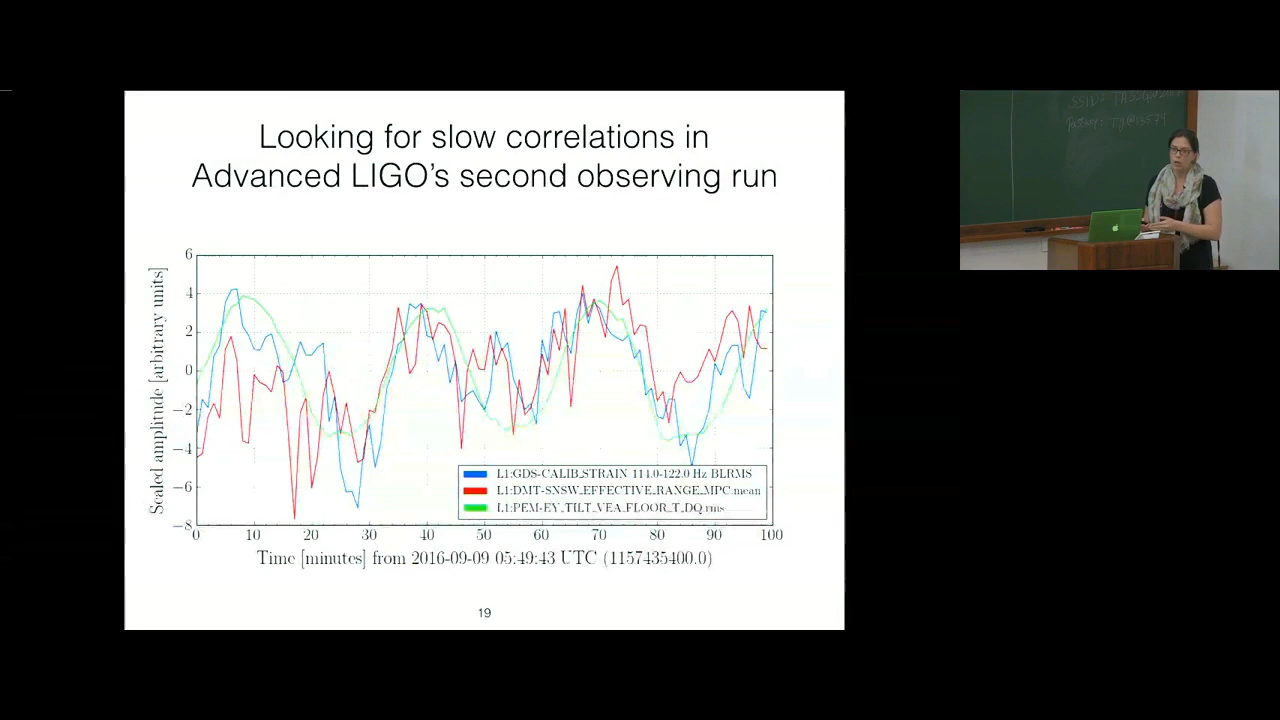 Looking for slow correlations in
Advanced LIGO's second observing run
Scaled amplitude [arbitrary units]
6
4
2
0
−2
−4
−6
−8
L1:GDS-CALIB_STRAIN 114.0-122.0 Hz BLRMS
L1:DMT-SNSW_EFFECTIVE_RANGE_MPC.mean
L1:PEM-EY_TILT_VEA_FLOOR_T_DQ.rms
0 10 20 30 40 50 60 70 80 90 100
Time [minutes] from 2016-09-09 05:49:43 UTC (1157435400.0)
19
SSID: